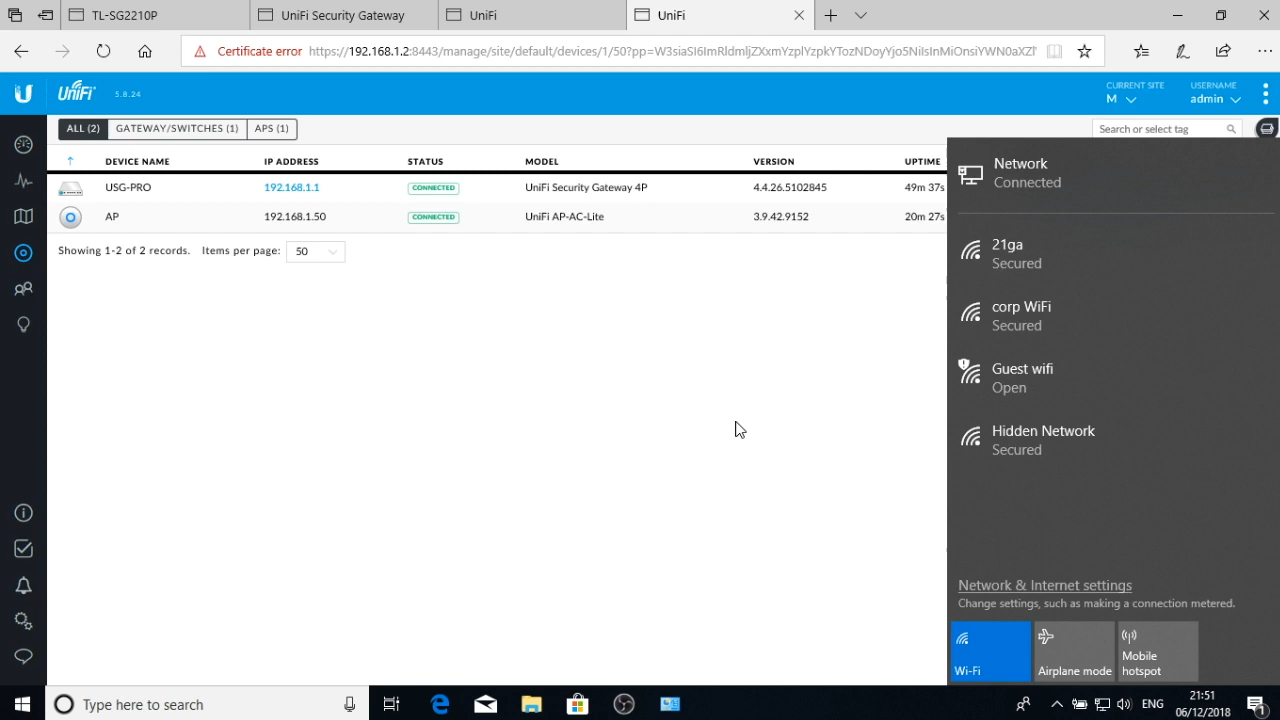 TL-SG2210P
UniFi Security Gateway
UniFi
UniFi
Certificate error https://192.168.1.2:8443/manage/site/default/devices/1/50?pp=
UniFi 5.8.24
CURRENT SITE
M
USERNAME
admin
ALL (2)
GATEWAY/SWITCHES (1)
APS (1)
Search or select tag
DEVICE NAME IP ADDRESS STATUS MODEL VERSION UPTIME
USG-PRO 192.168.1.1 CONNECTED UniFi Security Gateway 4P 4.4.26.5102845 49m 37s
AP 192.168.1.50 CONNECTED UniFi AP-AC-Lite 3.9.42.9152 20m 27s
Showing 1-2 of 2 records. Items per page: 50
Network
Connected
21ga
Secured
corp WiFi
Secured
Guest wifi
Open
Hidden Network
Secured
Network & Internet settings
Change settings, such as making a connection metered.
Wi-Fi
Airplane mode
Mobile
hotspot
Type here to search
ENG
21:51
06/12/2018
1